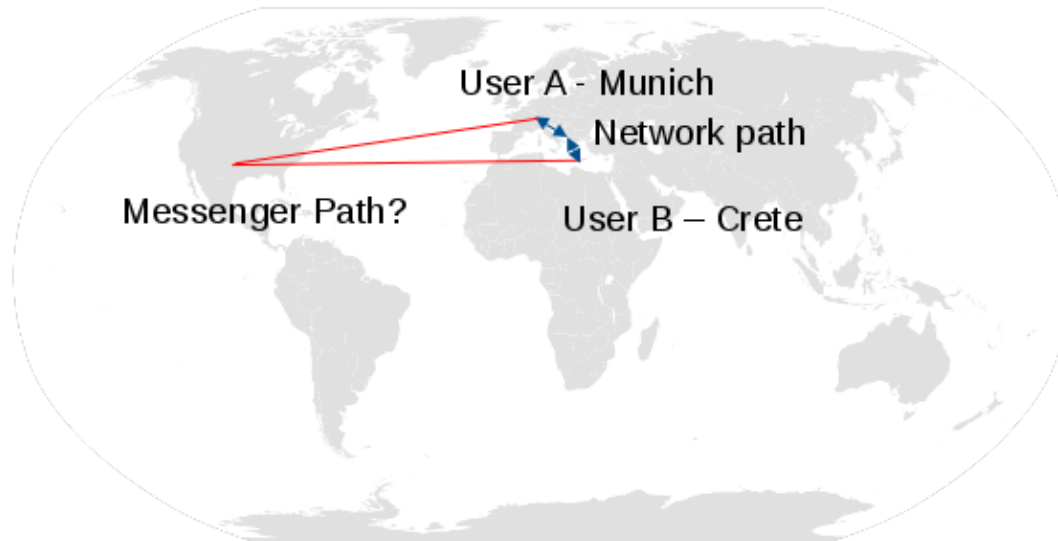 User A - Munich
Network path
Messenger Path?
User B – Crete